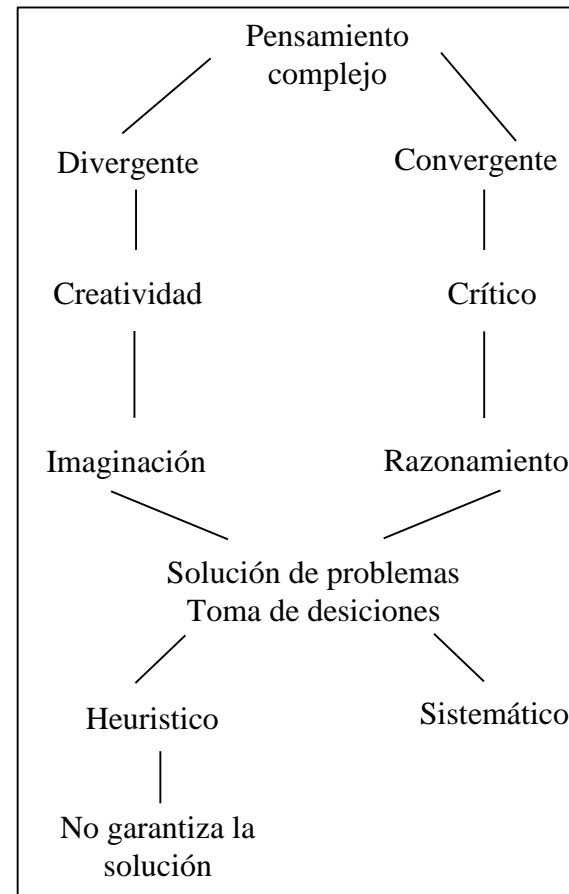 Pensamiento
complejo
Divergente
Convergente
Creatividad
Crítico
Imaginación
Razonamiento
Solución de problemas
Toma de desiciones
Heuristico
Sistemático
No garantiza la
solución